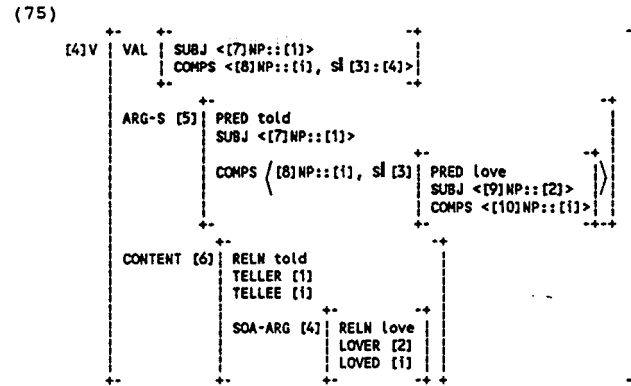 (75)
[4]V VAL SUBJ <[7]NP::[1]>
COMPS <[8]NP::[i], S| [3]:[4]>
ARG-S [5] PRED told
SUBJ <[7]NP::[1]>
COMPS ⟨[8]NP::[i], S| [3] PRED love
SUBJ <[9]NP::[2]>
COMPS <[10]NP::[i]>⟩
CONTENT [6] RELN told
TELLER [1]
TELLEE [i]
SOA-ARG [4] RELN love
LOVER [2]
LOVED [i]